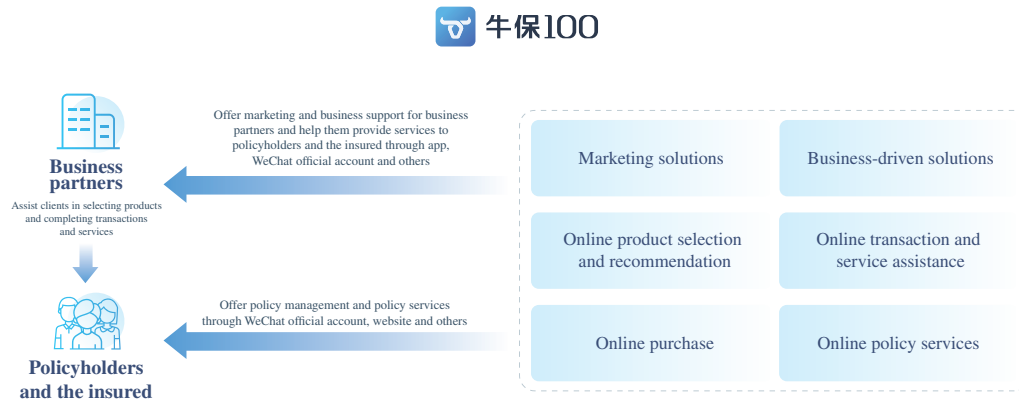 牛保100
Offer marketing and business support for business
partners and help them provide services to
policyholders and the insured through app,
WeChat official account and others
Business
partners
Assist clients in selecting products
and completing transactions
and services
Offer policy management and policy services
through WeChat official account, website and others
Policyholders
and the insured
Marketing solutions
Business-driven solutions
Online product selection
and recommendation
Online transaction and
service assistance
Online purchase
Online policy services